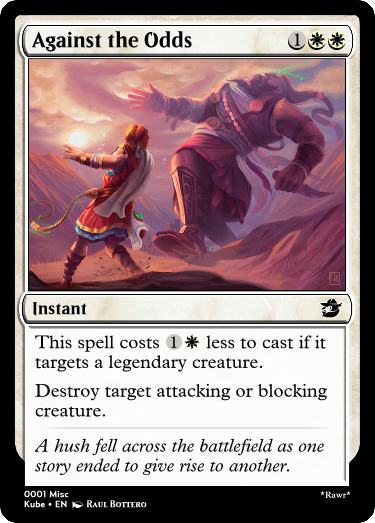 Against the Odds 1
Instant
This spell costs 1 less to cast if it
targets a legendary creature.
Destroy target attacking or blocking
creature.
A hush fell across the battlefield as one
story ended to give rise to another.
0001 Misc
Kube • EN Raul Bottero *Rawr*